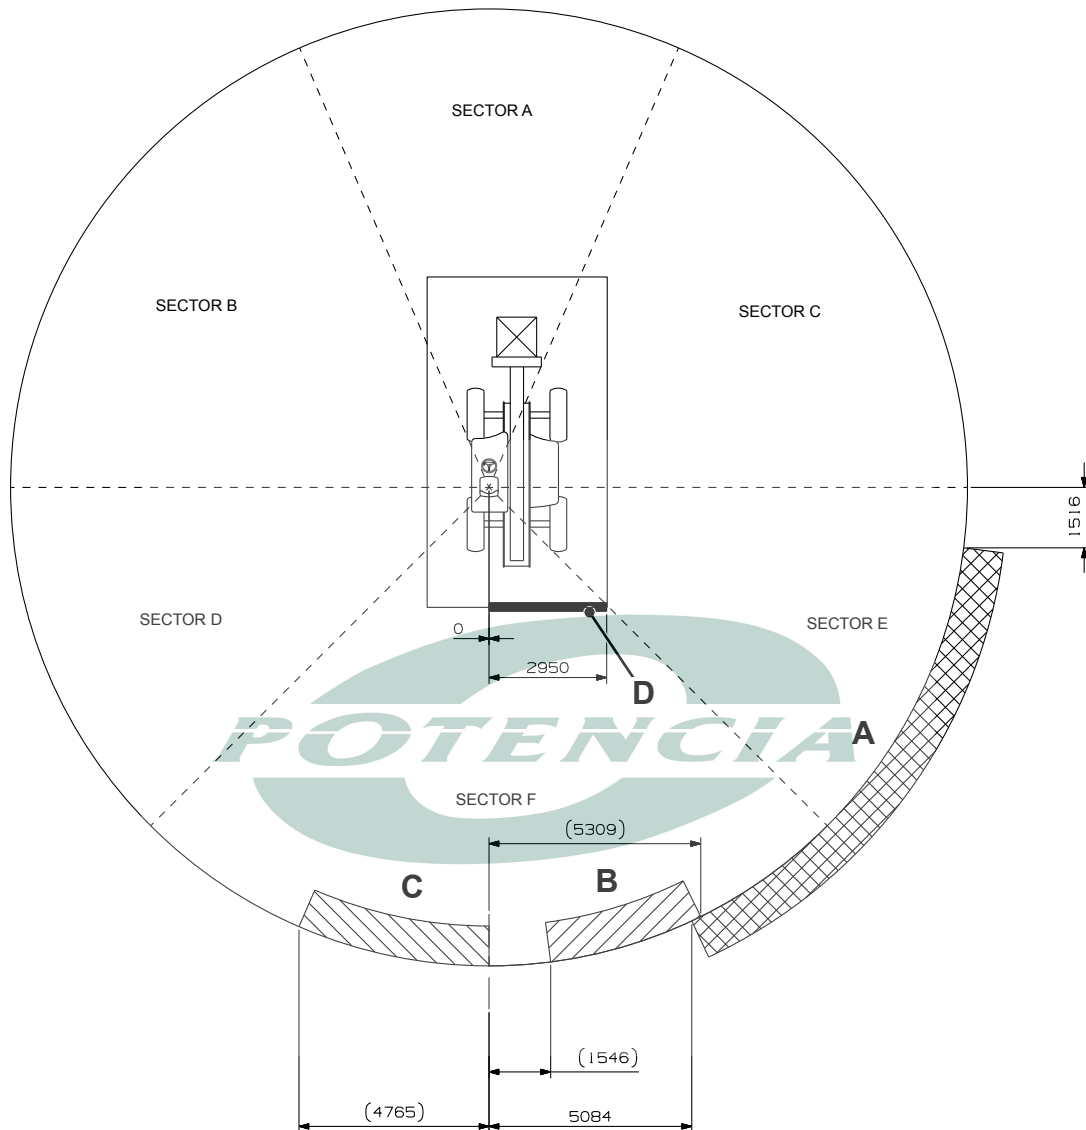 SECTOR A
SECTOR B
SECTOR C
1516
SECTOR D
SECTOR E
0
2950
D
POTENCIA
A
SECTOR F
(5309)
C
B
(1546)
(4765)
5084